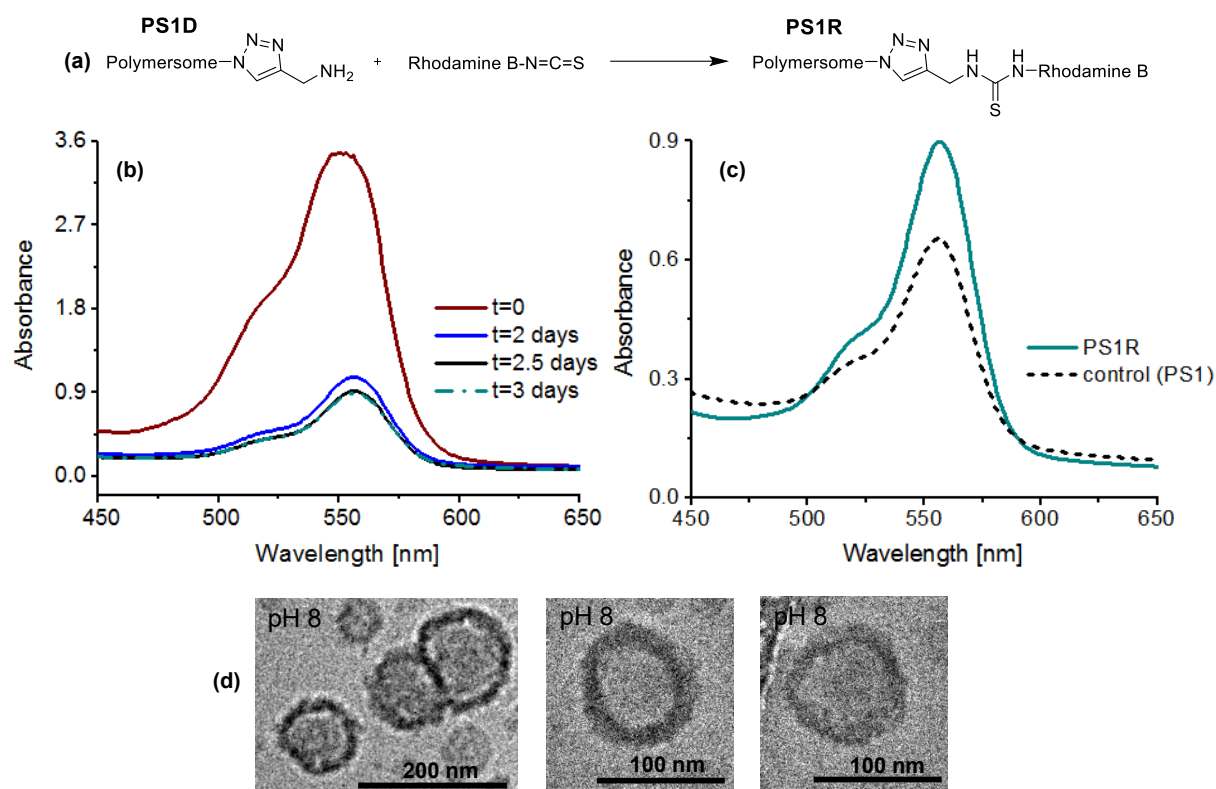 PS1D
PS1R
(a)
Polymersome
N
N
N
NH2
+
Rhodamine B-N=C=S
Polymersome
N
N
N
NH
S
NH
Rhodamine B
(b)
3.6
2.7
1.8
0.9
0.0
Absorbance
450 500 550 600 650
Wavelength [nm]
t=0
t=2 days
t=2.5 days
t=3 days
(c)
0.9
0.6
0.3
0.0
Absorbance
450 500 550 600 650
Wavelength [nm]
PS1R
control (PS1)
(d)
pH 8
200 nm
pH 8
100 nm
pH 8
100 nm